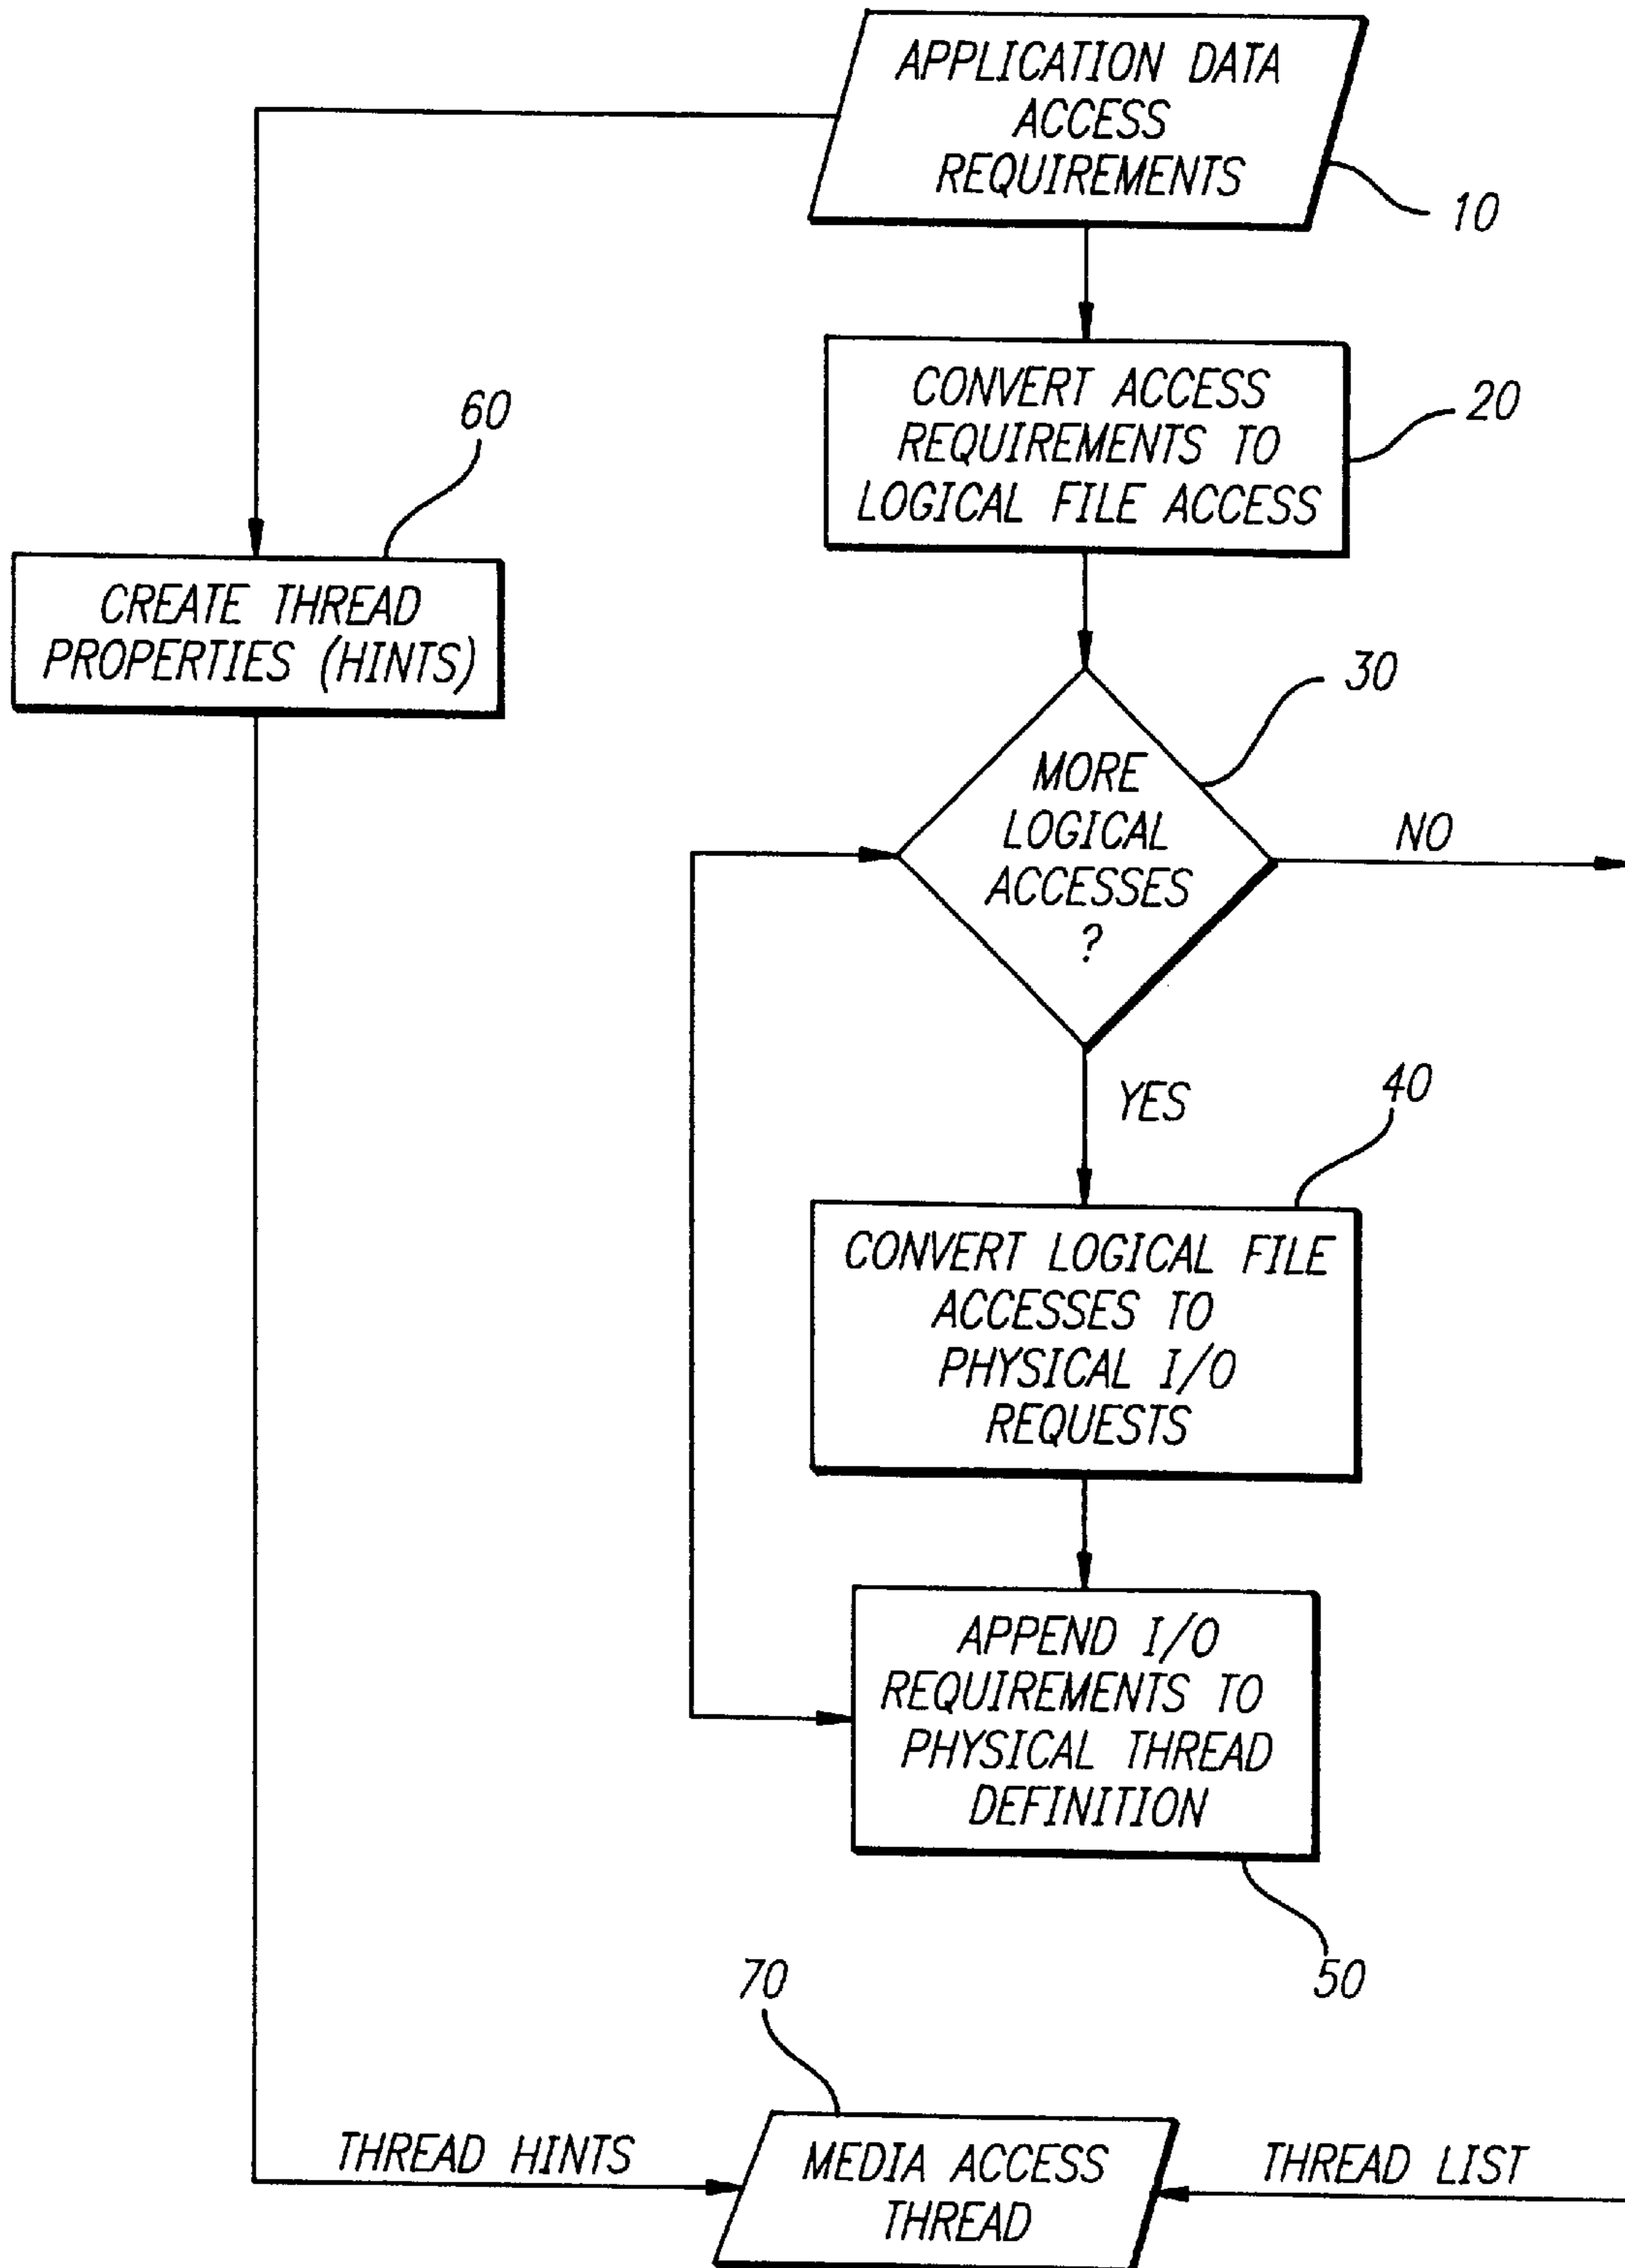 APPLICATION DATA
ACCESS
REQUIREMENTS
10
CONVERT ACCESS
REQUIREMENTS TO
LOGICAL FILE ACCESS
20
60
CREATE THREAD
PROPERTIES (HINTS)
30
MORE
LOGICAL
ACCESSES
?
NO
YES
40
CONVERT LOGICAL FILE
ACCESSES TO
PHYSICAL I/O
REQUESTS
APPEND I/O
REQUIREMENTS TO
PHYSICAL THREAD
DEFINITION
50
70
THREAD HINTS
MEDIA ACCESS
THREAD
THREAD LIST